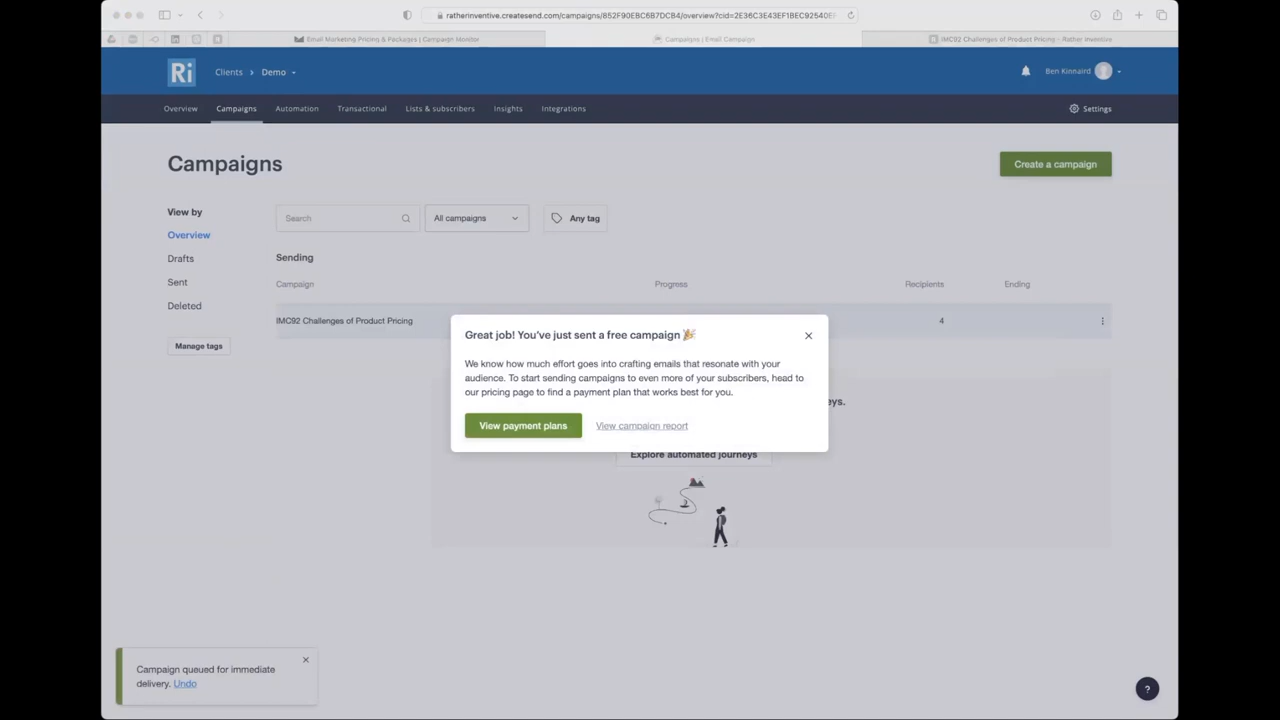 ratherinventive.createsend.com/campaigns/852F90EBC6B7DCB4/overview?cid=2E36C3E43EF1BEC92540EF
Email Marketing Pricing & Packages | Campaign Monitor
Campaigns | Email Campaign
IMC92 Challenges of Product Pricing – Rather Inventive
Ri
Clients > Demo
Ben Kinnaird
Overview
Campaigns
Automation
Transactional
Lists & subscribers
Insights
Integrations
Settings
Campaigns
Create a campaign
View by
Overview
Drafts
Sent
Deleted
Manage tags
Search
All campaigns
Any tag
Sending
Campaign
Progress
Recipients
Ending
IMC92 Challenges of Product Pricing
4
Great job! You've just sent a free campaign 🎉
We know how much effort goes into crafting emails that resonate with your
audience. To start sending campaigns to even more of your subscribers, head to
our pricing page to find a payment plan that works best for you.
View payment plans
View campaign report
eys.
Explore automated journeys
Campaign queued for immediate
delivery. Undo
?